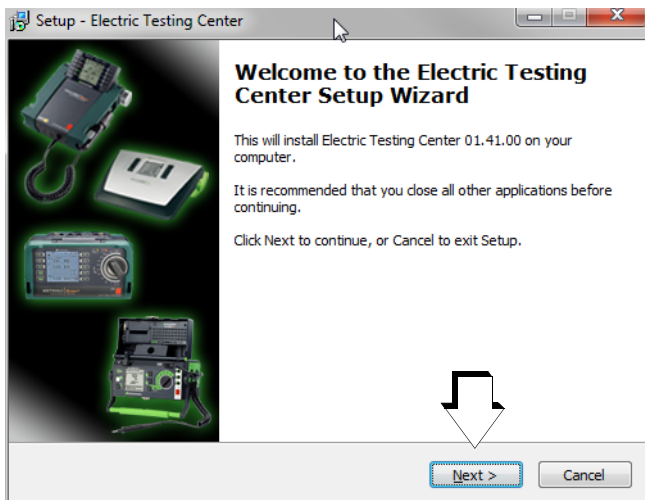 Setup - Electric Testing Center
Welcome to the Electric Testing
Center Setup Wizard
This will install Electric Testing Center 01.41.00 on your
computer.
It is recommended that you close all other applications before
continuing.
Click Next to continue, or Cancel to exit Setup.
Next >
Cancel